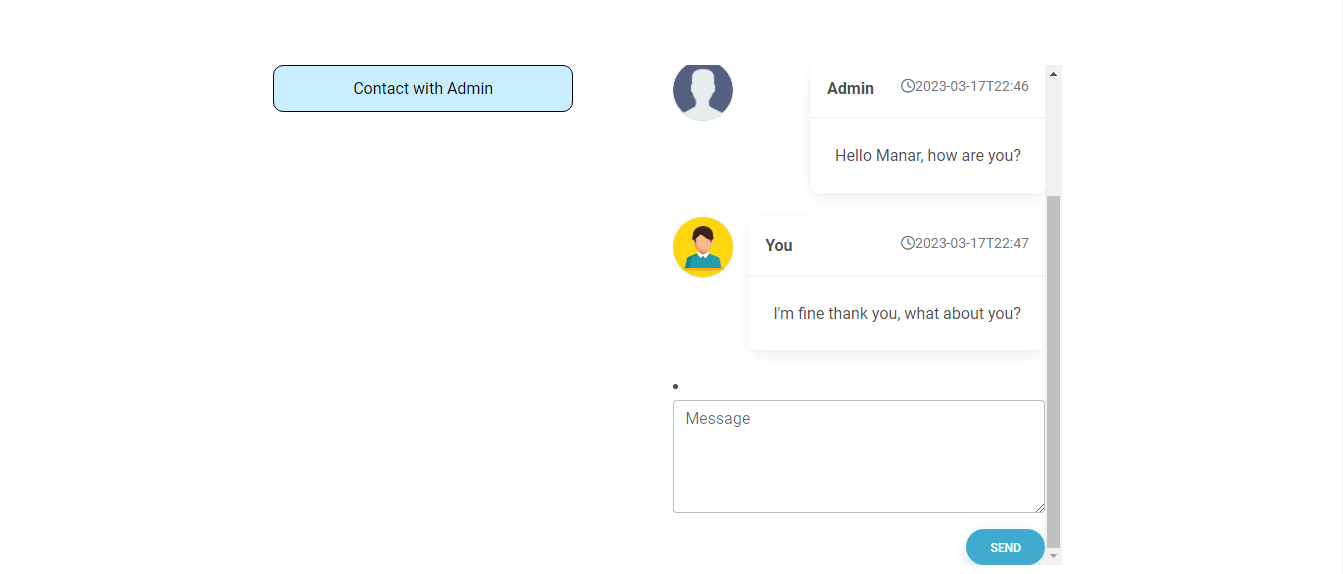 Contact with Admin
Admin 2023-03-17T22:46
Hello Manar, how are you?
You 2023-03-17T22:47
I'm fine thank you, what about you?
Message
SEND